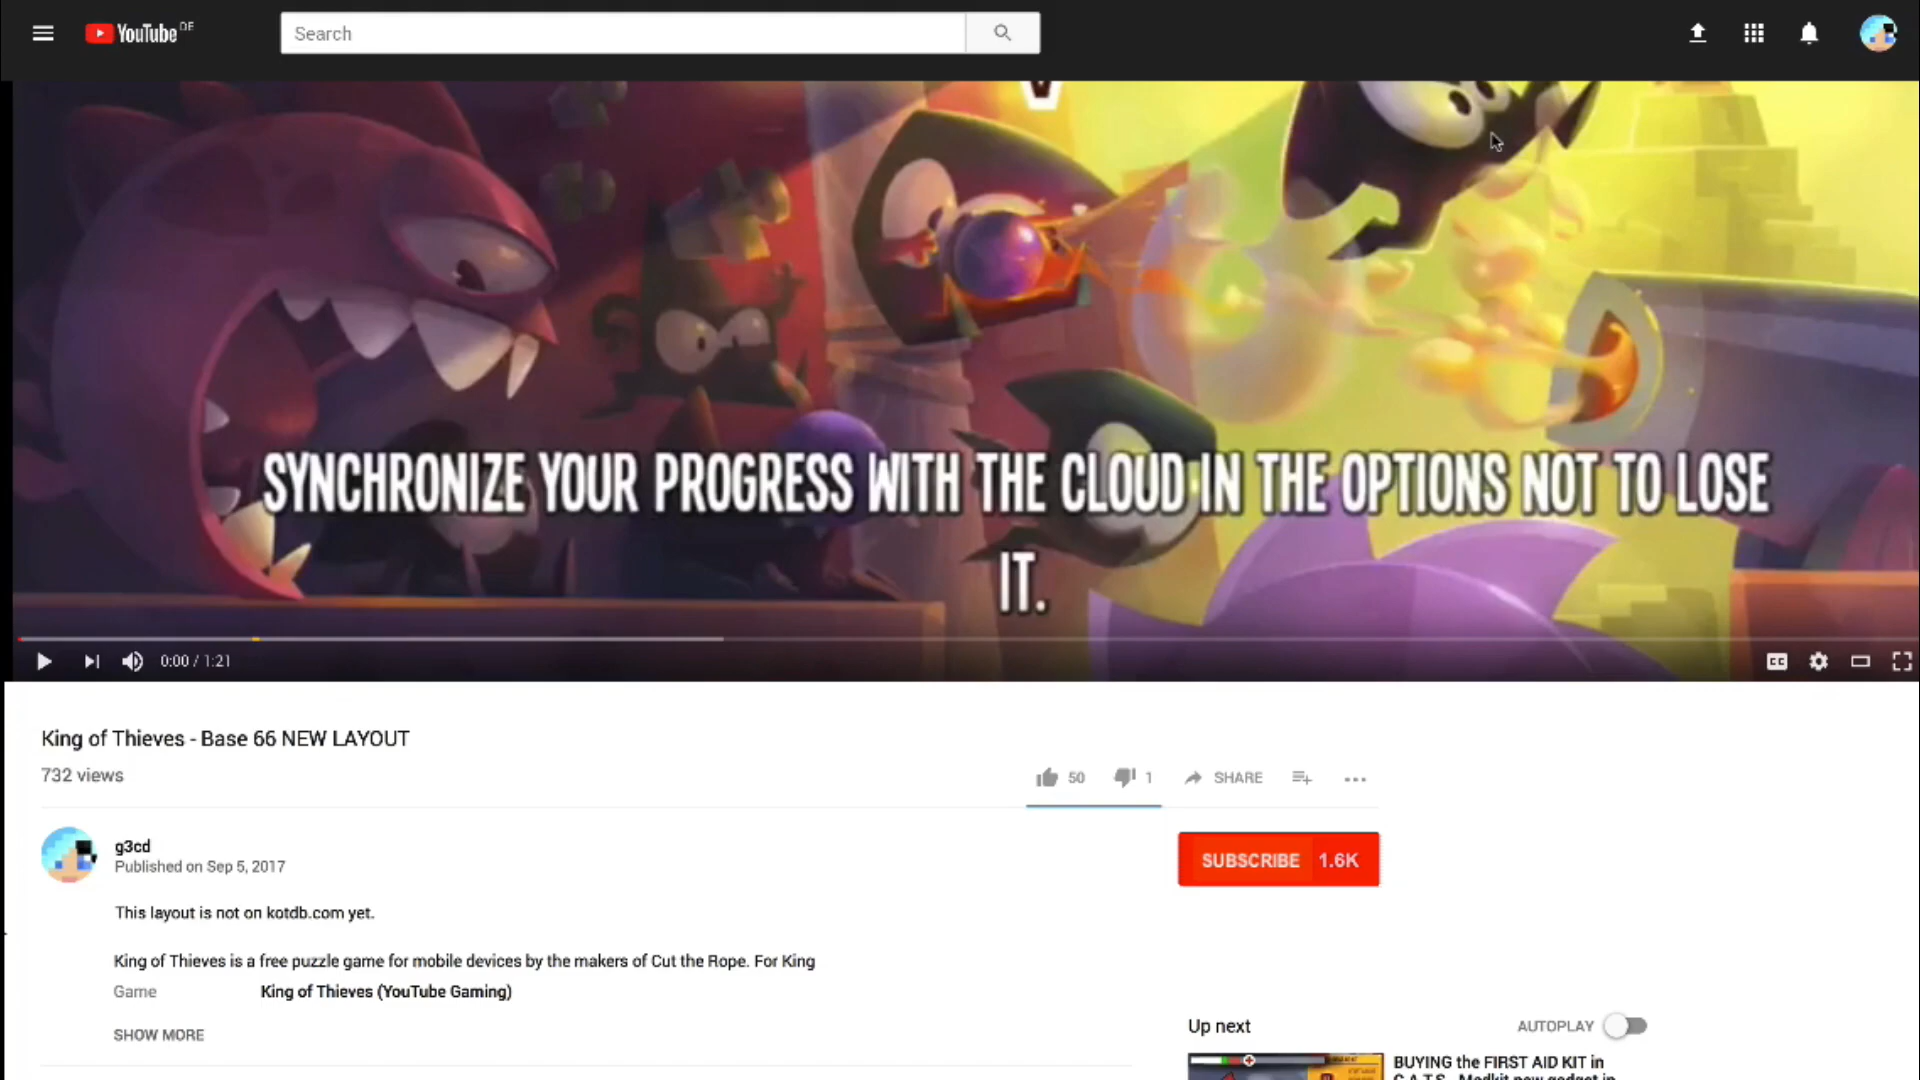 YouTube DE
Search
SYNCHRONIZE YOUR PROGRESS WITH THE CLOUD IN THE OPTIONS NOT TO LOSE
IT.
0:00 / 1:21
CC
King of Thieves - Base 66 NEW LAYOUT
732 views
50
1
SHARE
g3cd
Published on Sep 5, 2017
SUBSCRIBE 1.6K
This layout is not on kotdb.com yet.
King of Thieves is a free puzzle game for mobile devices by the makers of Cut the Rope. For King
Game King of Thieves (YouTube Gaming)
SHOW MORE
Up next
AUTOPLAY
BUYING the FIRST AID KIT in